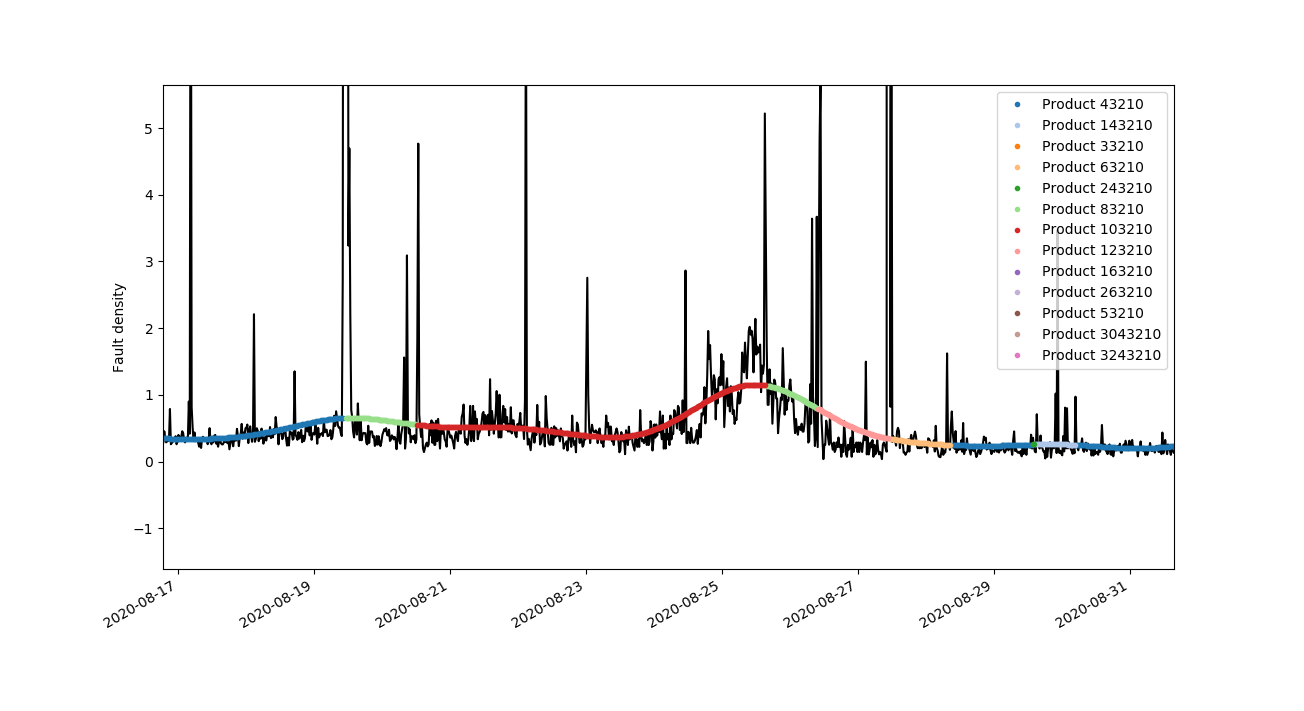 Fault density
5
4
3
2
1
0
−1
2020-08-17
2020-08-19
2020-08-21
2020-08-23
2020-08-25
2020-08-27
2020-08-29
2020-08-31
Product 43210
Product 143210
Product 33210
Product 63210
Product 243210
Product 83210
Product 103210
Product 123210
Product 163210
Product 263210
Product 53210
Product 3043210
Product 3243210